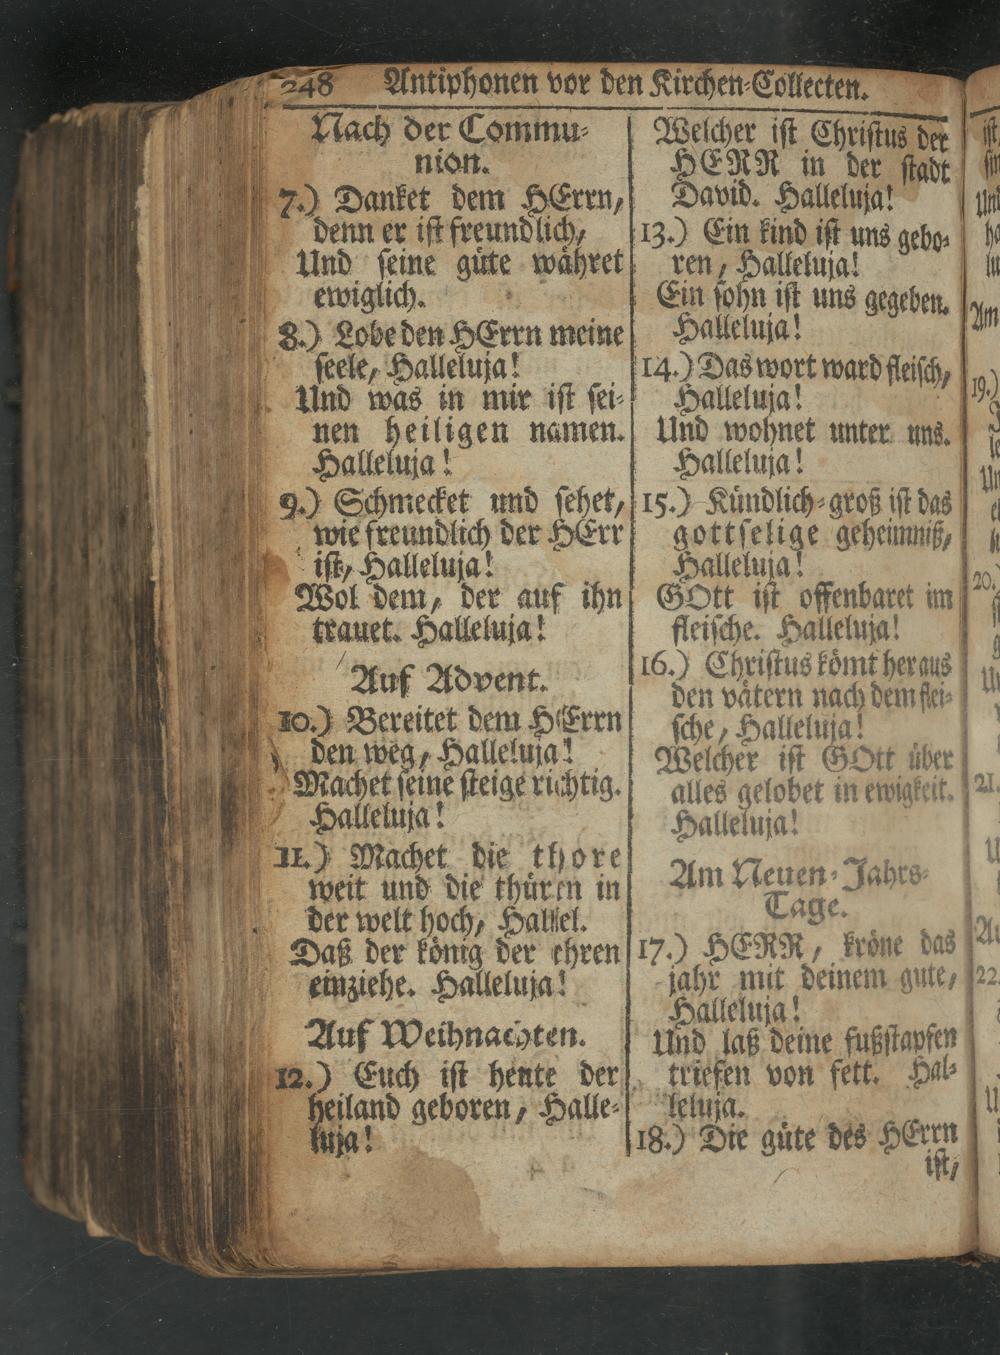 248 Antiphonen vor den Kirchen-Collecten.
Nach der Commu-
nion.
7.) Danket dem HErrn,
denn er ist freundlich,
Und seine güte währet
ewiglich.
8.) Lobe den HErrn meine
seele, Halleluja!
Und was in mir ist sei-
nen heiligen namen.
Halleluja!
9.) Schmecket und sehet,
wie freundlich der HErr
ist, Halleluja!
Wol dem, der auf ihn
trauet. Halleluja!
Auf Advent.
10.) Bereitet dem HErrn
den weg, Halleluja!
Machet seine steige richtig.
Halleluja!
11.) Machet die thore
weit und die thüren in
der welt hoch, Hallel.
Daß der könig der ehren
einziehe. Halleluja!
Auf Weihnachten.
12.) Euch ist heute der
heiland geboren, Halle-
luja!
Welcher ist Christus der
HERR in der stadt
David. Halleluja!
13.) Ein kind ist uns gebo-
ren, Halleluja!
Ein sohn ist uns gegeben.
Halleluja!
14.) Das wort ward fleisch,
Halleluja!
Und wohnet unter uns.
Halleluja!
15.) Kündlich-groß ist das
gottselige geheimniß,
Halleluja!
GOtt ist offenbaret im
fleische. Halleluja!
16.) Christus kömt her aus
den vätern nach dem flei-
sche, Halleluja!
Welcher ist GOtt über
alles gelobet in ewigkeit.
Halleluja!
Am Neuen-Jahrs-
Tage.
17.) HERR, kröne das
jahr mit deinem gute,
Halleluja!
Und laß deine fußstapfen
triefen von fett. Hal-
leluja.
18.) Die güte des HErrn
ist,
19.)
20.)
21.
22.